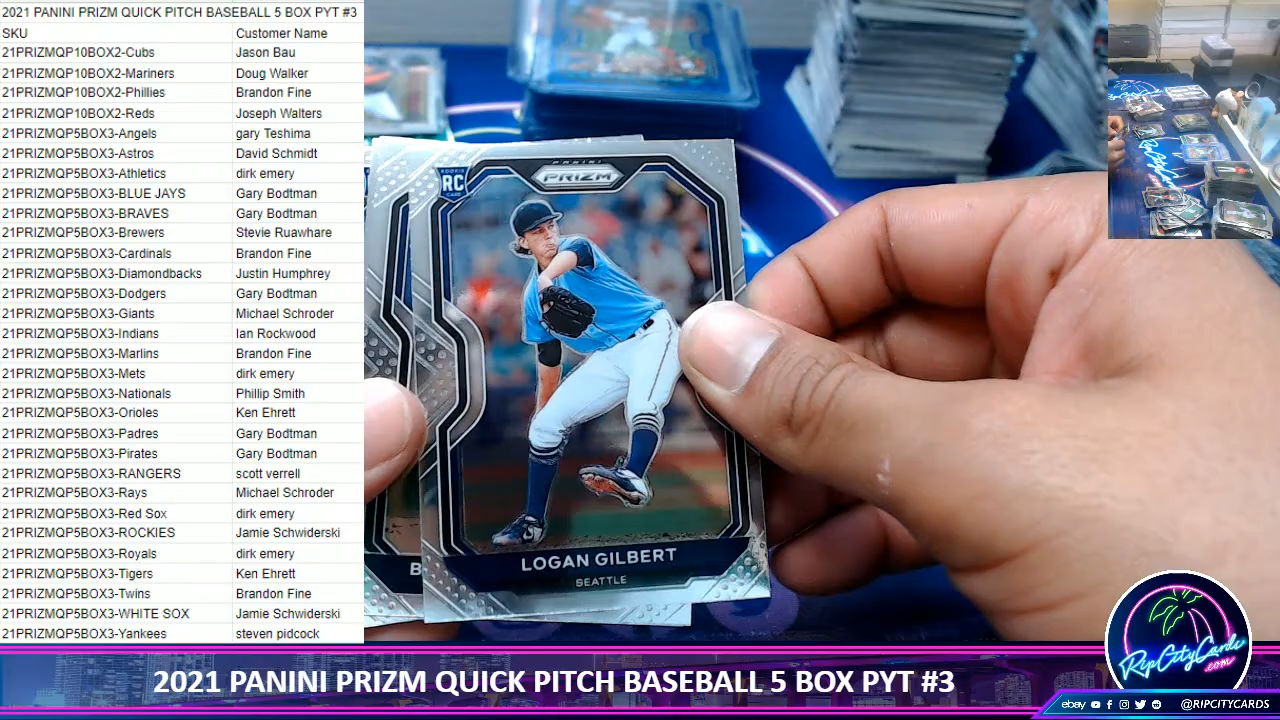 2021 PANINI PRIZM QUICK PITCH BASEBALL 5 BOX PYT #3
SKU Customer Name
21PRIZMQP10BOX2-Cubs Jason Bau
21PRIZMQP10BOX2-Mariners Doug Walker
21PRIZMQP10BOX2-Phillies Brandon Fine
21PRIZMQP10BOX2-Reds Joseph Walters
21PRIZMQP5BOX3-Angels gary Teshima
21PRIZMQP5BOX3-Astros David Schmidt
21PRIZMQP5BOX3-Athletics dirk emery
21PRIZMQP5BOX3-BLUE JAYS Gary Bodtman
21PRIZMQP5BOX3-BRAVES Gary Bodtman
21PRIZMQP5BOX3-Brewers Stevie Ruawhare
21PRIZMQP5BOX3-Cardinals Brandon Fine
21PRIZMQP5BOX3-Diamondbacks Justin Humphrey
21PRIZMQP5BOX3-Dodgers Gary Bodtman
21PRIZMQP5BOX3-Giants Michael Schroder
21PRIZMQP5BOX3-Indians Ian Rockwood
21PRIZMQP5BOX3-Marlins Brandon Fine
21PRIZMQP5BOX3-Mets dirk emery
21PRIZMQP5BOX3-Nationals Phillip Smith
21PRIZMQP5BOX3-Orioles Ken Ehrett
21PRIZMQP5BOX3-Padres Gary Bodtman
21PRIZMQP5BOX3-Pirates Gary Bodtman
21PRIZMQP5BOX3-RANGERS scott verrell
21PRIZMQP5BOX3-Rays Michael Schroder
21PRIZMQP5BOX3-Red Sox dirk emery
21PRIZMQP5BOX3-ROCKIES Jamie Schwiderski
21PRIZMQP5BOX3-Royals dirk emery
21PRIZMQP5BOX3-Tigers Ken Ehrett
21PRIZMQP5BOX3-Twins Brandon Fine
21PRIZMQP5BOX3-WHITE SOX Jamie Schwiderski
21PRIZMQP5BOX3-Yankees steven pidcock
PANINI
PRIZM
ROOKIE
RC
CARD
B
LOGAN GILBERT
SEATTLE
RipCityCards
.com
2021 PANINI PRIZM QUICK PITCH BASEBALL 5 BOX PYT #3
ebay @RIPCITYCARDS